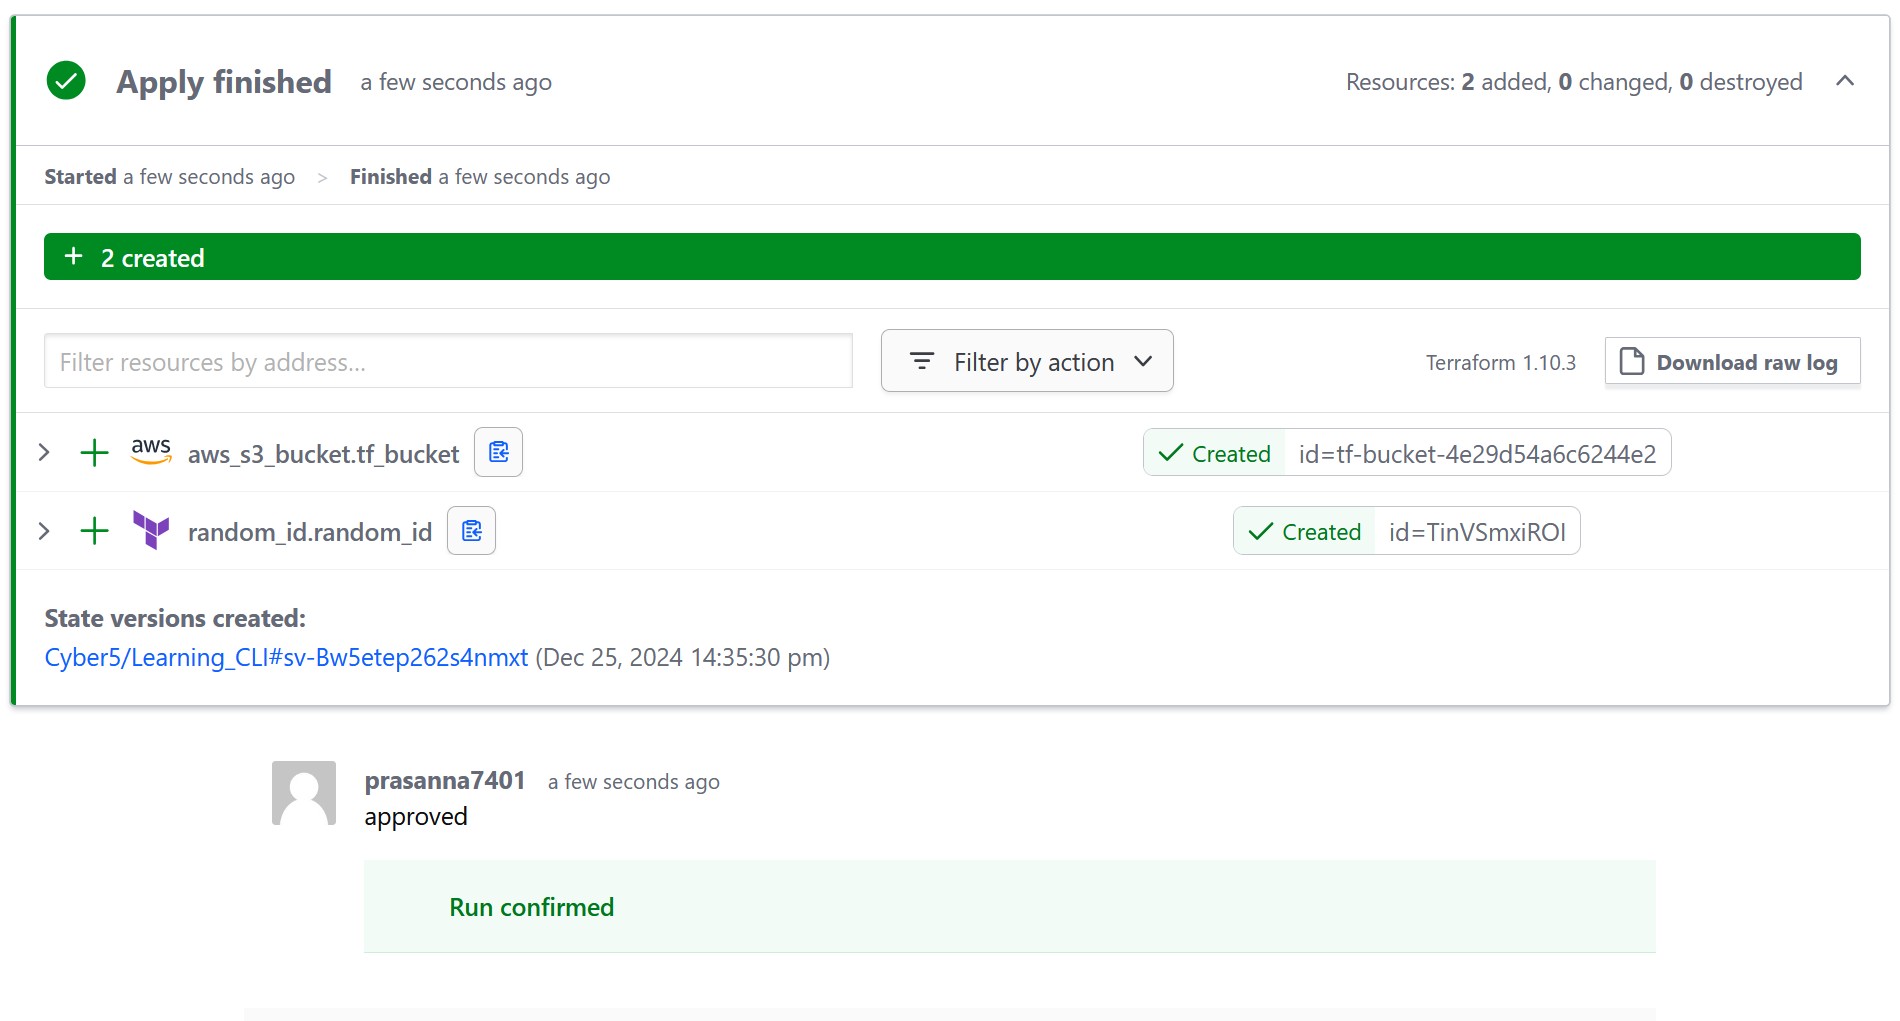 Apply finished a few seconds ago Resources: 2 added, 0 changed, 0 destroyed
Started a few seconds ago > Finished a few seconds ago
+ 2 created
Filter resources by address... Filter by action Terraform 1.10.3 Download raw log
aws aws_s3_bucket.tf_bucket Created id=tf-bucket-4e29d54a6c6244e2
random_id.random_id Created id=TinVSmxiROI
State versions created:
Cyber5/Learning_CLI#sv-Bw5etep262s4nmxt (Dec 25, 2024 14:35:30 pm)
prasanna7401 a few seconds ago
approved
Run confirmed